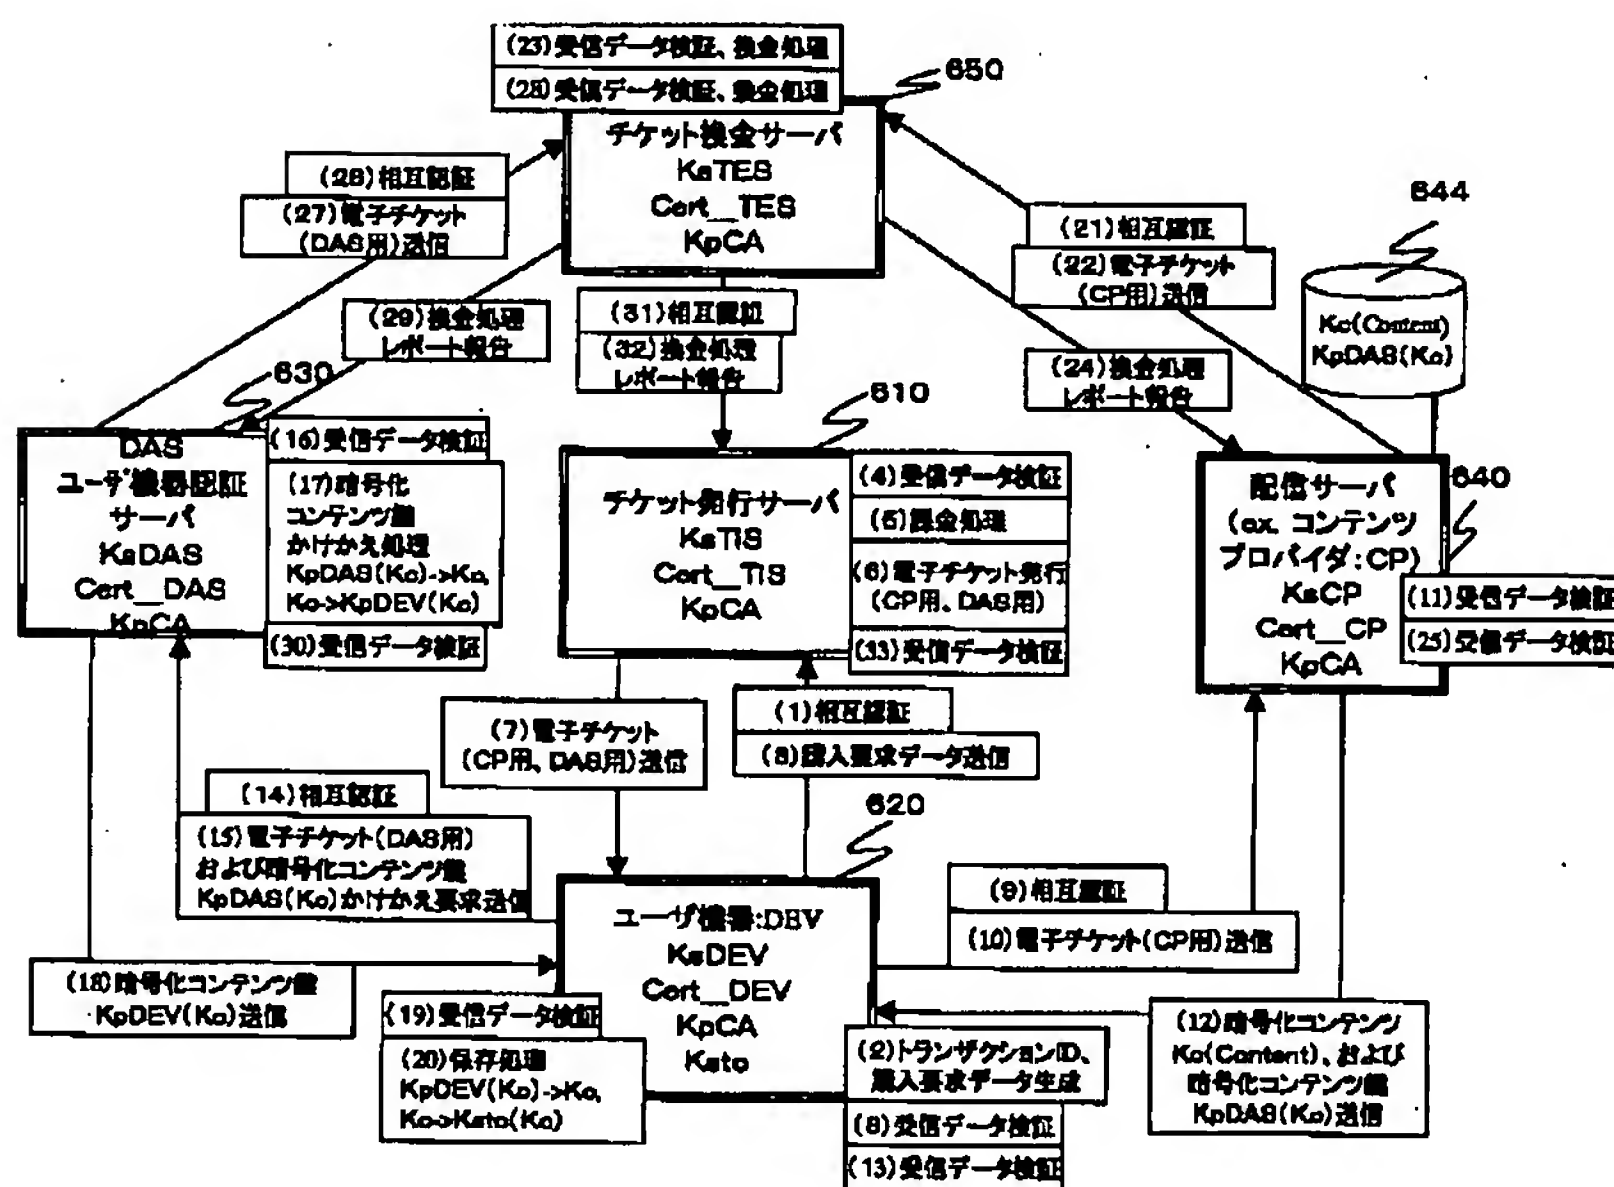 (23)受信データ検証、換金処理
(28)受信データ検証、換金処理
650
チケット換金サーバ
KsTES
Cert__TES
KpCA
(26)相互認証
(27)電子チケット
(DAS用)送信
(21)相互認証
(22)電子チケット
(CP用)送信
644
Kc(Content)
KpDAS(Kc)
(29)換金処理
レポート報告
(31)相互認証
(32)換金処理
レポート報告
(24)換金処理
レポート報告
630
DAS
ユーザ機器認証
サーバ
KsDAS
Cert__DAS
KpCA
(16)受信データ検証
(17)暗号化
コンテンツ鍵
かけかえ処理
KpDAS(Kc)->Kc,
Kc->KpDEV(Kc)
(30)受信データ検証
610
チケット発行サーバ
KsTIS
Cert__TIS
KpCA
(4)受信データ検証
(5)課金処理
(6)電子チケット発行
(CP用、DAS用)
(33)受信データ検証
640
配信サーバ
(ex. コンテンツ
プロバイダ:CP)
KsCP
Cert__CP
KpCA
(11)受信データ検証
(25)受信データ検証
(7)電子チケット
(CP用、DAS用)送信
(1)相互認証
(3)購入要求データ送信
(14)相互認証
(15)電子チケット(DAS用)
および暗号化コンテンツ鍵
KpDAS(Kc)かけかえ要求送信
620
ユーザ機器:DEV
KsDEV
Cert__DEV
KpCA
Ksto
(9)相互認証
(10)電子チケット(CP用)送信
(18)暗号化コンテンツ鍵
KpDEV(Kc)送信
(19)受信データ検証
(20)保存処理
KpDEV(Kc)->Kc,
Kc->Ksto(Kc)
(2)トランザクションID、
購入要求データ生成
(8)受信データ検証
(13)受信データ検証
(12)暗号化コンテンツ
Kc(Content)、および
暗号化コンテンツ鍵
KpDAS(Kc)送信